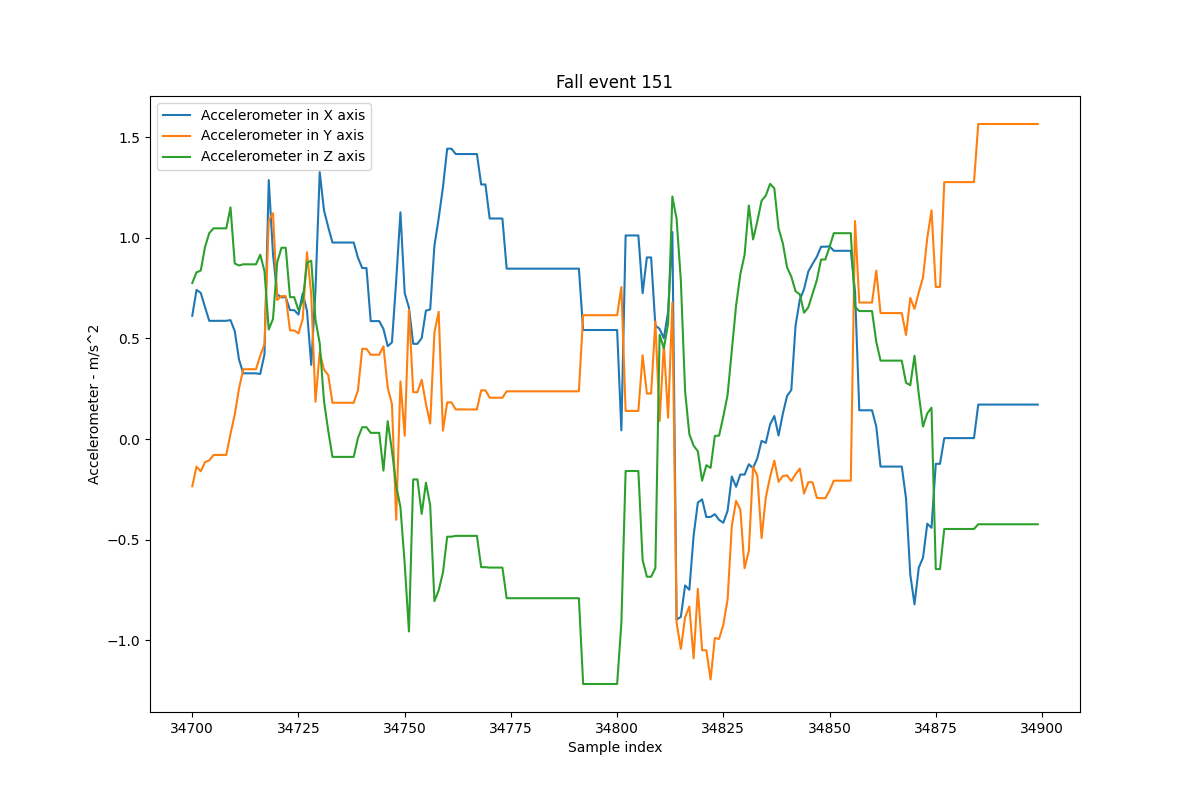 Fall event 151
Accelerometer in X axis
Accelerometer in Y axis
Accelerometer in Z axis
1.5
1.0
0.5
0.0
−0.5
−1.0
Accelerometer - m/s^2
34700 34725 34750 34775 34800 34825 34850 34875 34900
Sample index